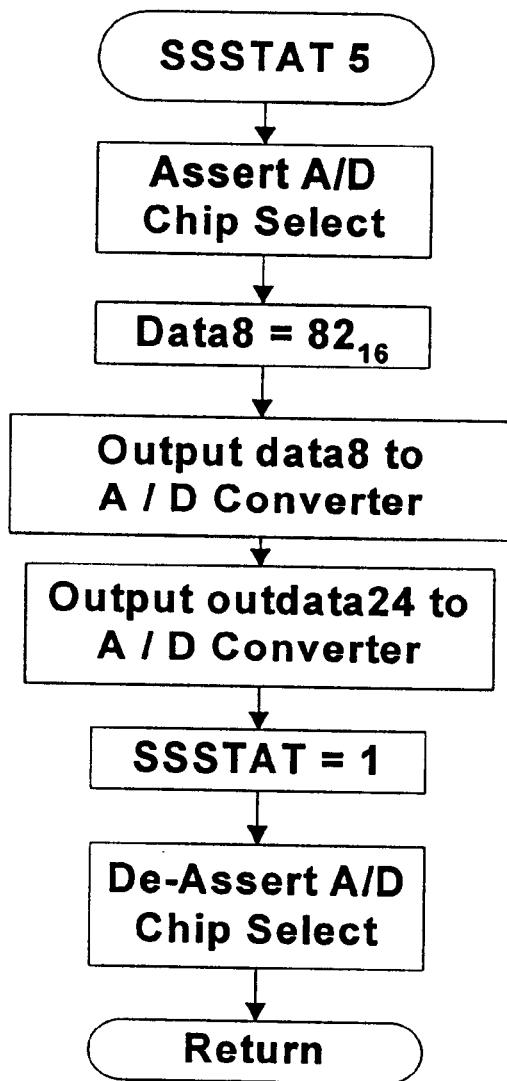 SSSTAT 5
Assert A/D
Chip Select
Data8 = 82₁₆
Output data8 to
A / D Converter
Output outdata24 to
A / D Converter
SSSTAT = 1
De-Assert A/D
Chip Select
Return